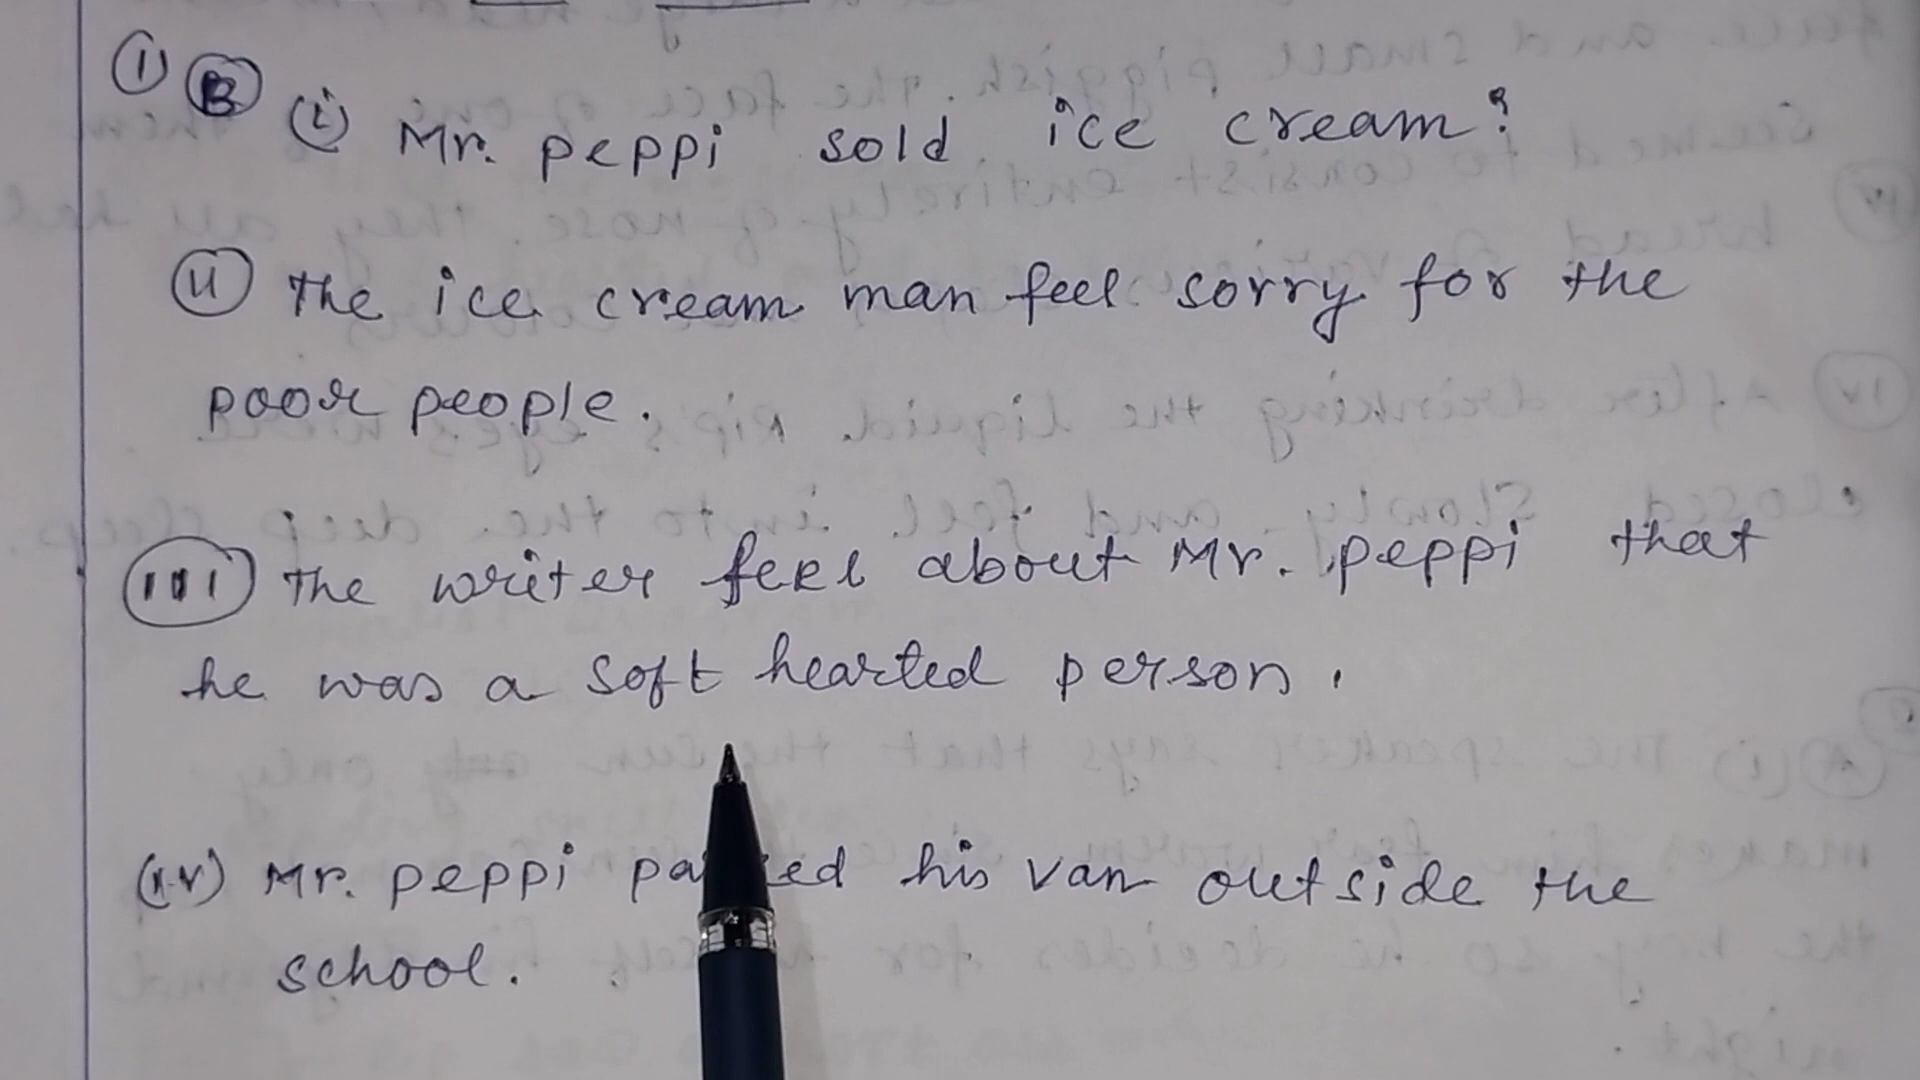 ① Ⓑ (i) Mr. peppi sold ice cream?
(ii) The ice cream man feel sorry for the
poor people.
(iii) The writer feel about Mr. peppi that
he was a soft hearted person.
(iv) Mr. peppi his van outside the
school.